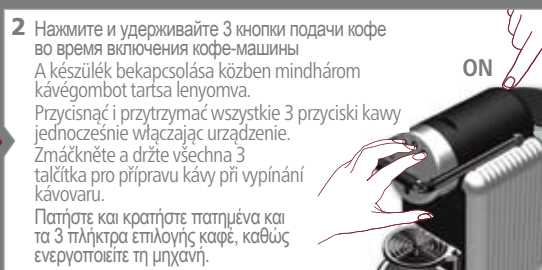 2 Нажмите и удерживайте 3 кнопки подачи кофе
во время включения кофе-машины
A készülék bekapcsolása közben mindhárom
kávégombot tartsa lenyomva.
Przycisnąć i przytrzymać wszystkie 3 przyciski kawy
jednocześnie włączając urządzenie.
Zmáčkněte a držte všechna 3
talčítka pro přípravu kávy při vypínání
kávovaru.
Πατήστε και κρατήστε πατημένα και
τα 3 πλήκτρα επιλογής καφέ, καθώς
ενεργοποιείτε τη μηχανή.
ON